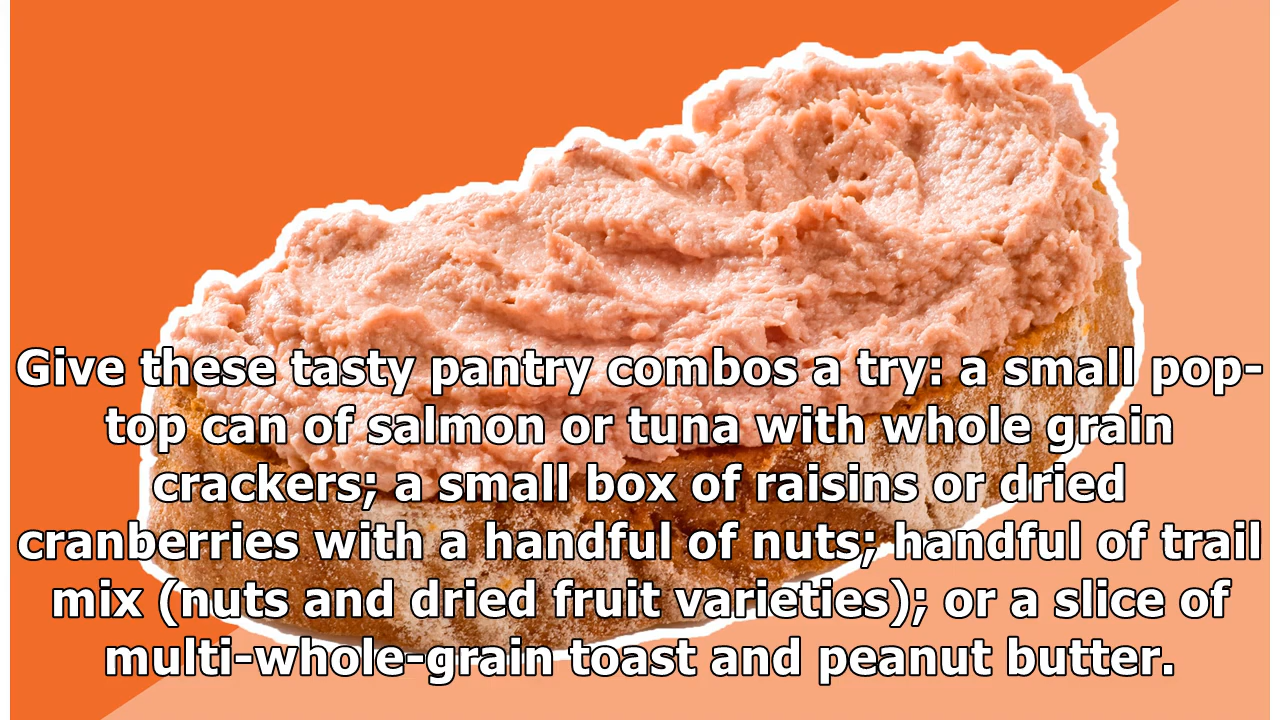 Give these tasty pantry combos a try: a small pop-
top can of salmon or tuna with whole grain
crackers; a small box of raisins or dried
cranberries with a handful of nuts; handful of trail
mix (nuts and dried fruit varieties); or a slice of
multi-whole-grain toast and peanut butter.